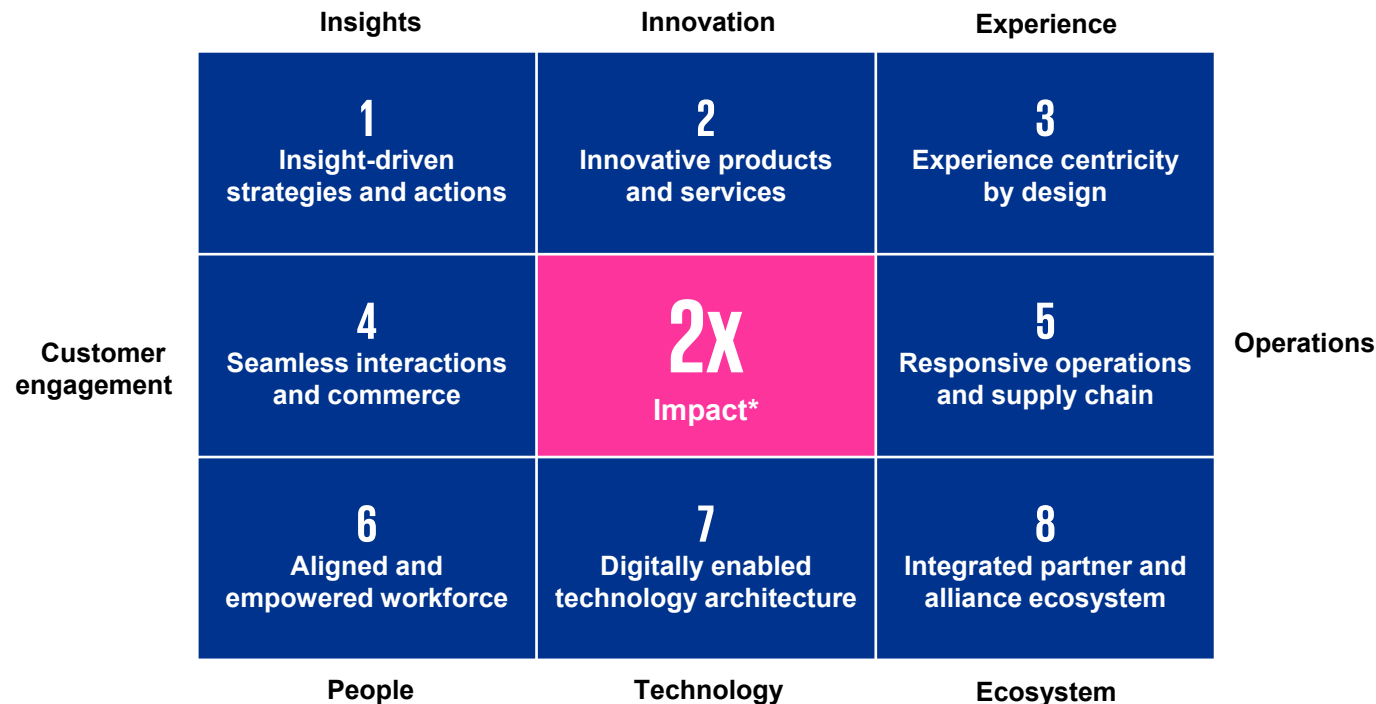 Insights
Innovation
Experience
1
Insight-driven
strategies and actions
2
Innovative products
and services
3
Experience centricity
by design
Customer
engagement
4
Seamless interactions
and commerce
2x
Impact*
5
Responsive operations
and supply chain
Operations
6
Aligned and
empowered workforce
7
Digitally enabled
technology architecture
8
Integrated partner and
alliance ecosystem
People
Technology
Ecosystem